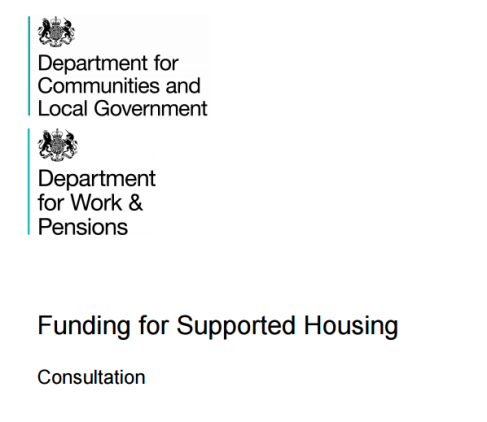 Department for
Communities and
Local Government
Department
for Work &
Pensions
Funding for Supported Housing
Consultation